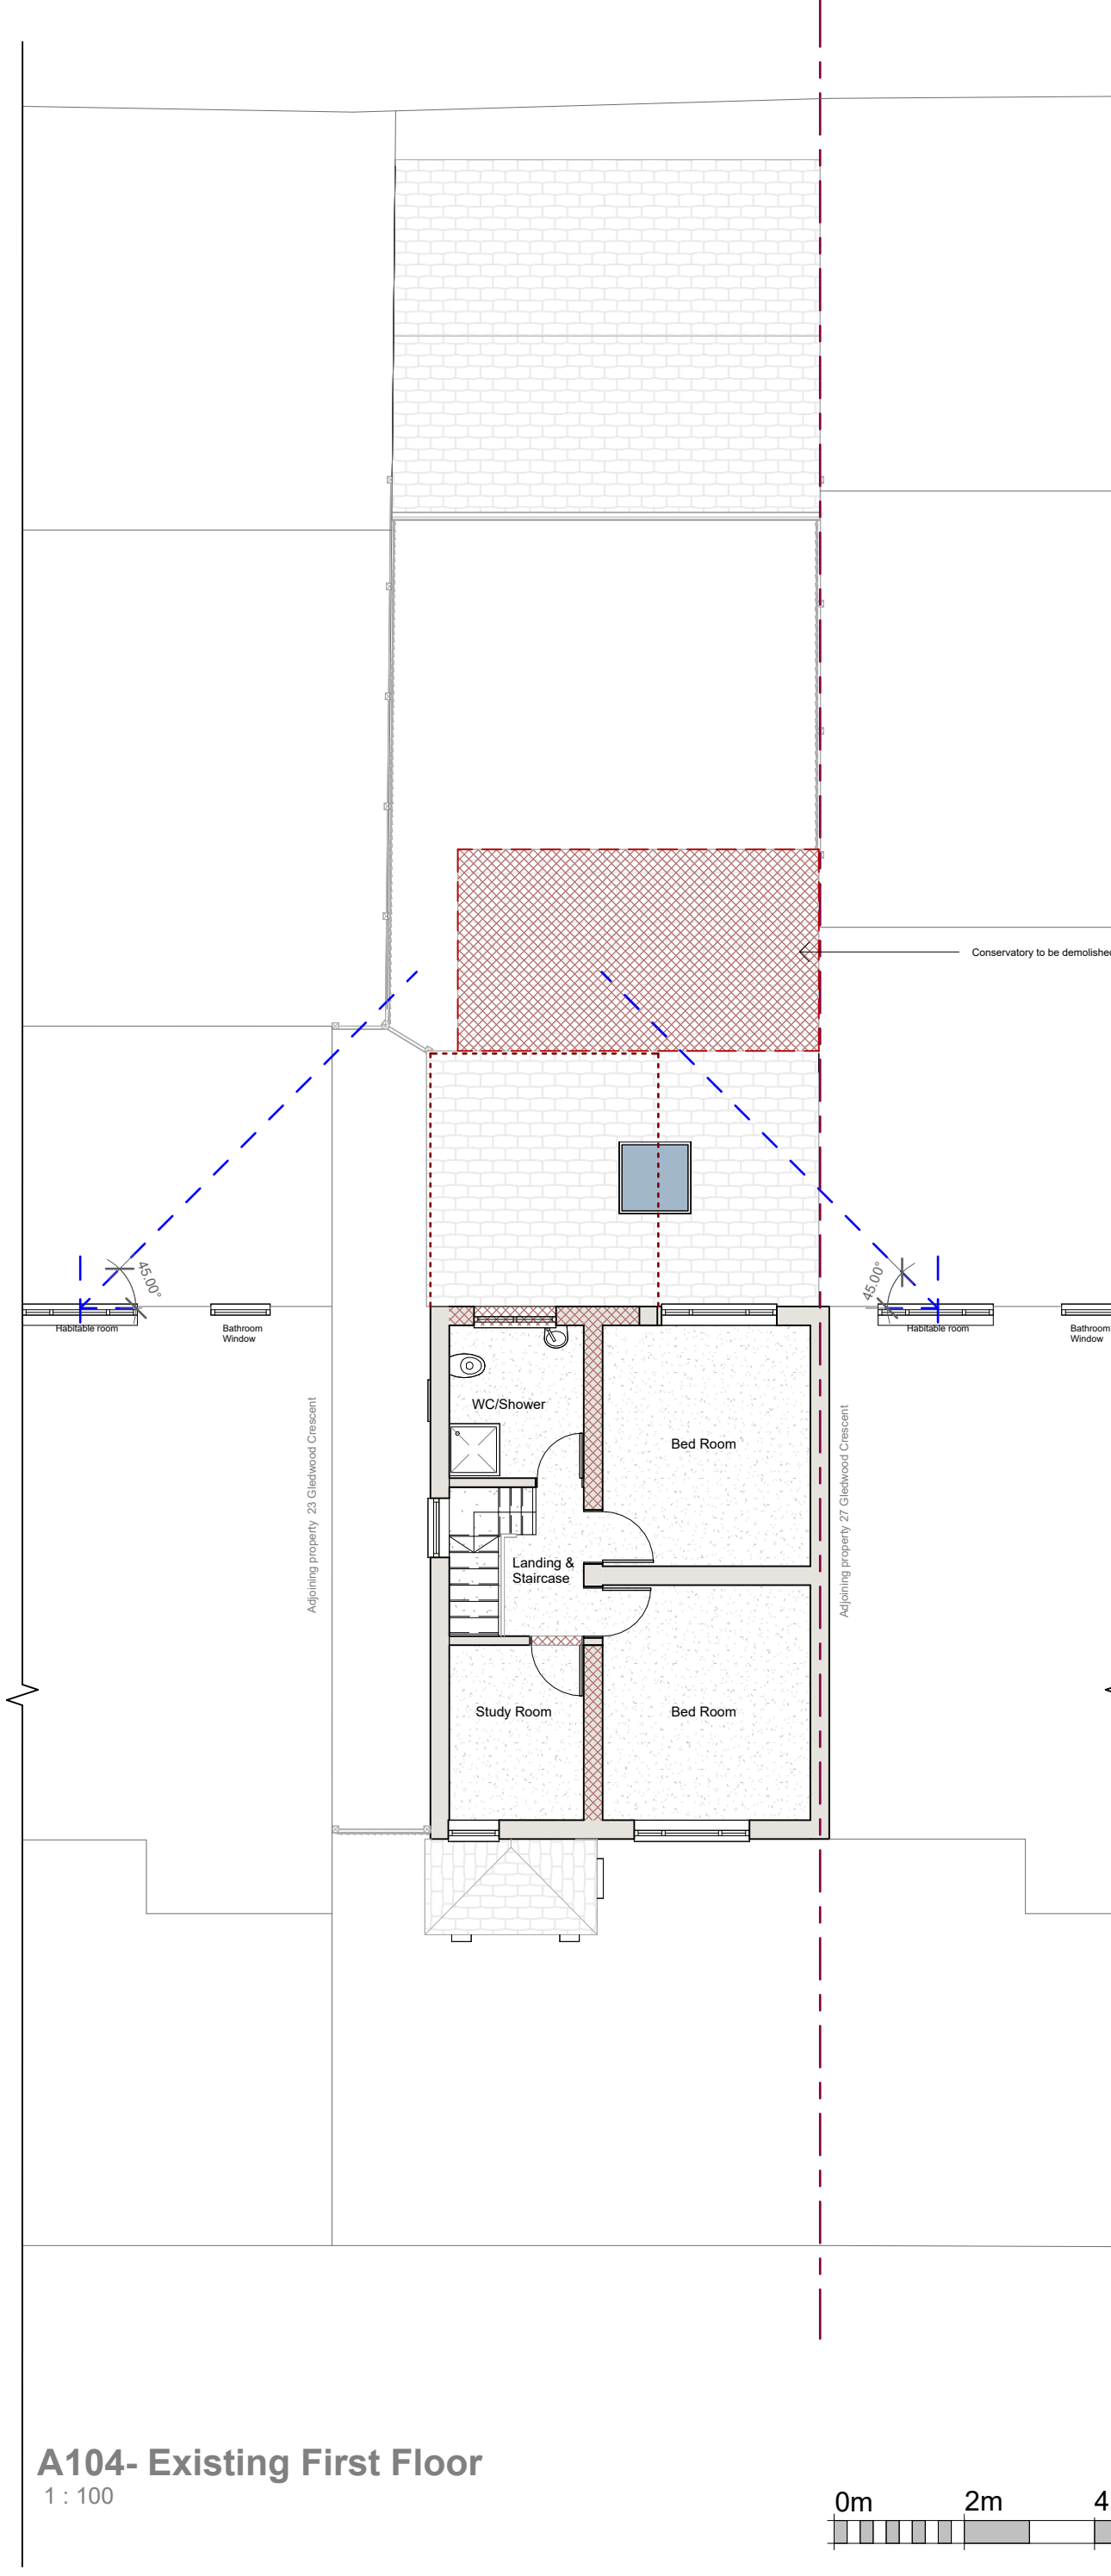 Conservatory to be demolished
45.00°
45.00°
Habitable room
Bathroom
Window
Habitable room
Bathroom
Window
WC/Shower
Bed Room
Adjoining property  23 Gledwood Crescent
Adjoining property 27 Gledwood Crescent
Landing &
Staircase
Study Room
Bed Room
A104- Existing First Floor
1 : 100
0m
2m
4